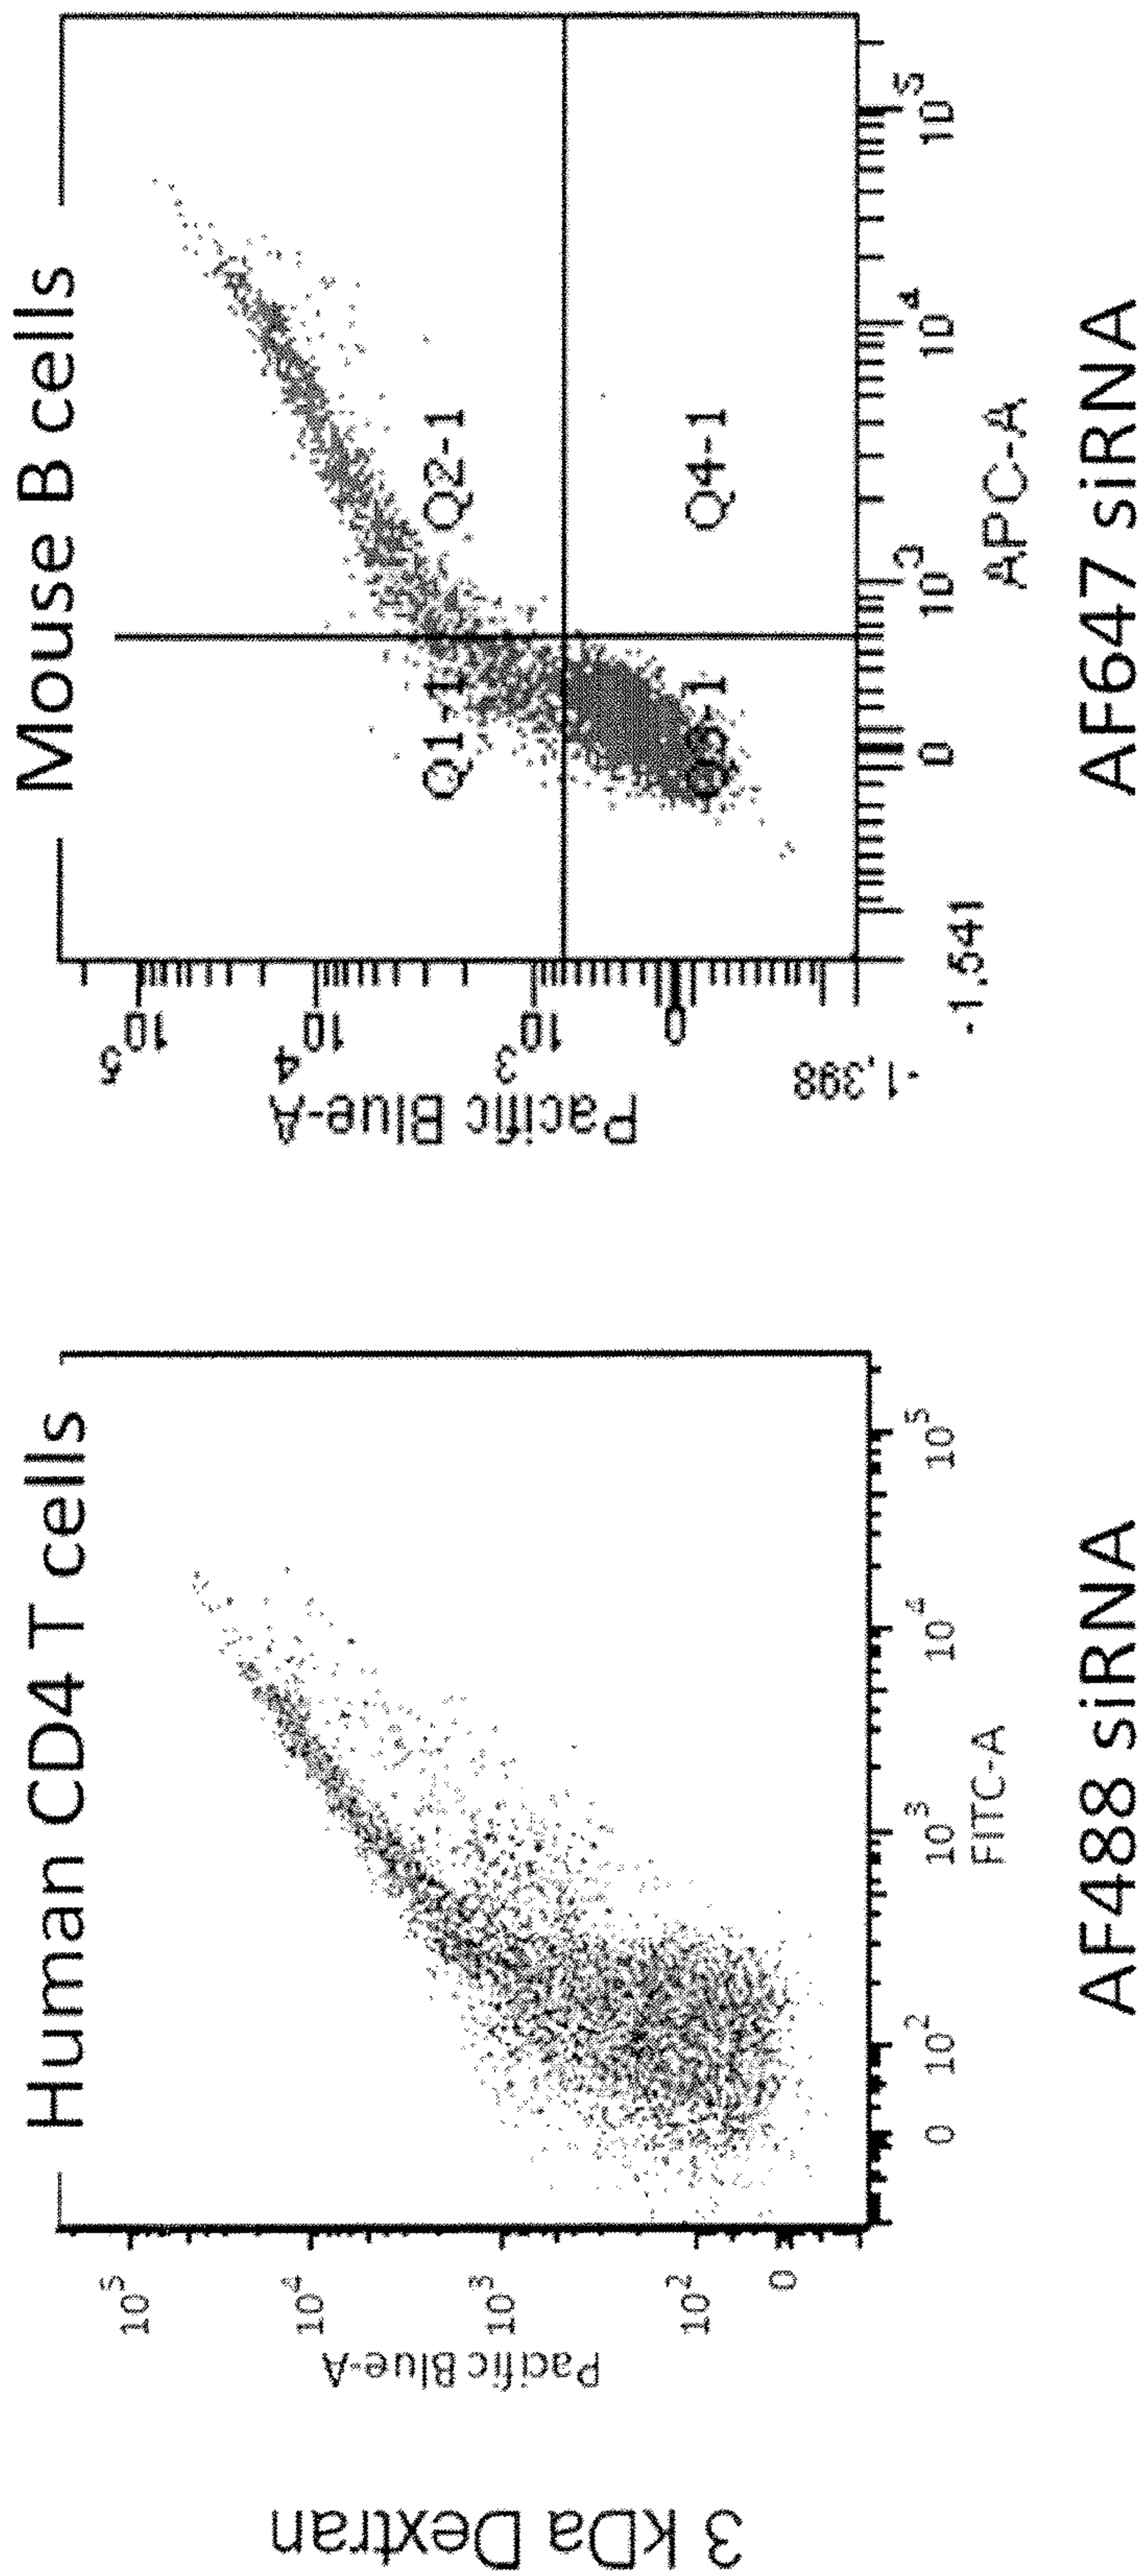 Human CD4 T cells
10^5
10^4
10^3
10^2
0
Pacific Blue-A
3 kDa Dextran
0 10^2 10^3 10^4 10^5
FITC-A
AF488 siRNA
Mouse B cells
10^5
10^4
10^3
0
-1,398
Pacific Blue-A
Q1-1 Q2-1
Q3-1 Q4-1
-1,541 0 10^3 10^4 10^5
APC-A
AF647 siRNA